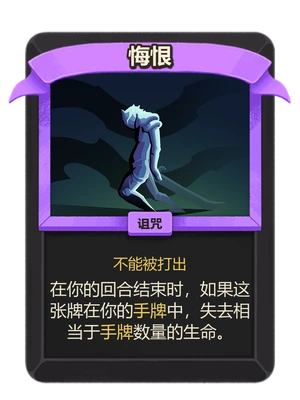 悔恨
诅咒
不能被打出
在你的回合结束时，如果这
张牌在你的手牌中，失去相
当于手牌数量的生命。